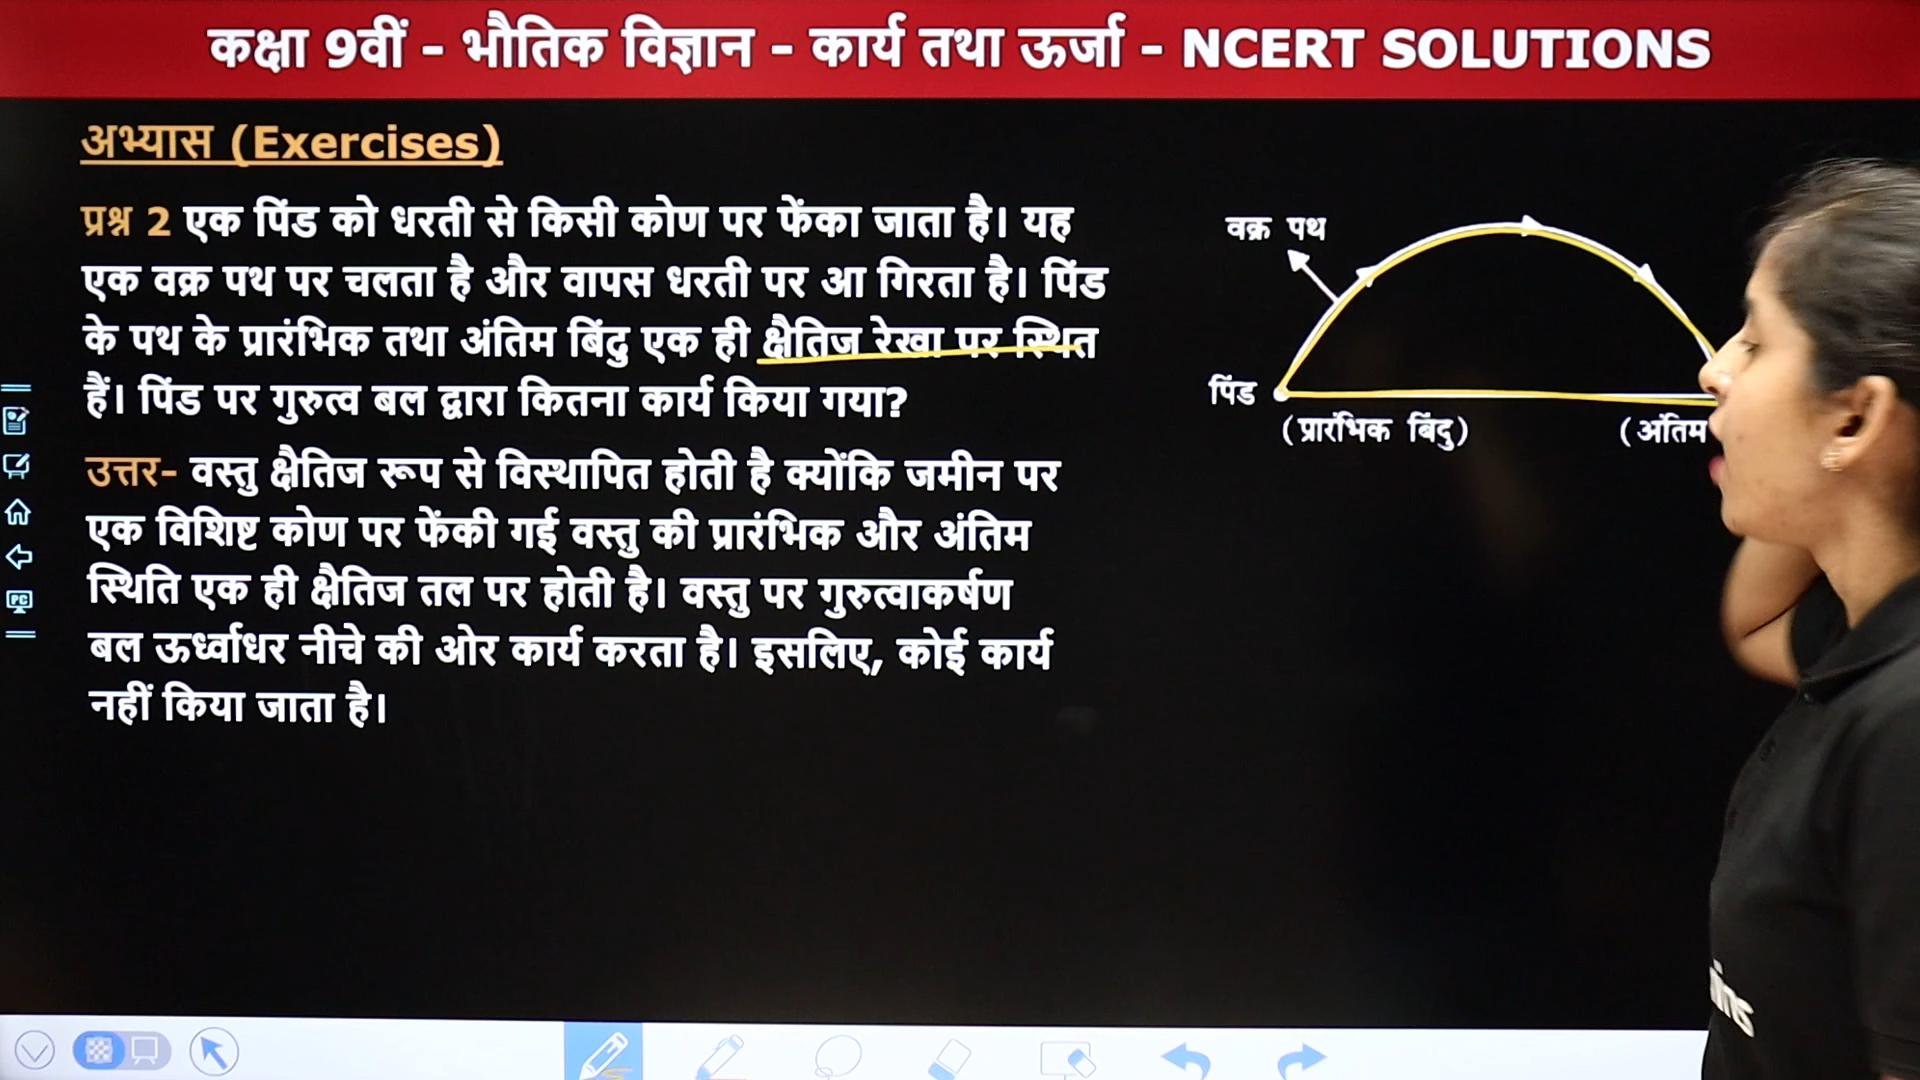 कक्षा 9वीं - भौतिक विज्ञान - कार्य तथा ऊर्जा - NCERT SOLUTIONS
अभ्यास (Exercises)
प्रश्न 2 एक पिंड को धरती से किसी कोण पर फेंका जाता है। यह
एक वक्र पथ पर चलता है और वापस धरती पर आ गिरता है। पिंड
के पथ के प्रारंभिक तथा अंतिम बिंदु एक ही क्षैतिज रेखा पर स्थित
हैं। पिंड पर गुरुत्व बल द्वारा कितना कार्य किया गया?
उत्तर- वस्तु क्षैतिज रूप से विस्थापित होती है क्योंकि जमीन पर
एक विशिष्ट कोण पर फेंकी गई वस्तु की प्रारंभिक और अंतिम
स्थिति एक ही क्षैतिज तल पर होती है। वस्तु पर गुरुत्वाकर्षण
बल ऊर्ध्वाधर नीचे की ओर कार्य करता है। इसलिए, कोई कार्य
नहीं किया जाता है।
वक्र पथ
पिंड
(प्रारंभिक बिंदु)
(अंतिम
PC